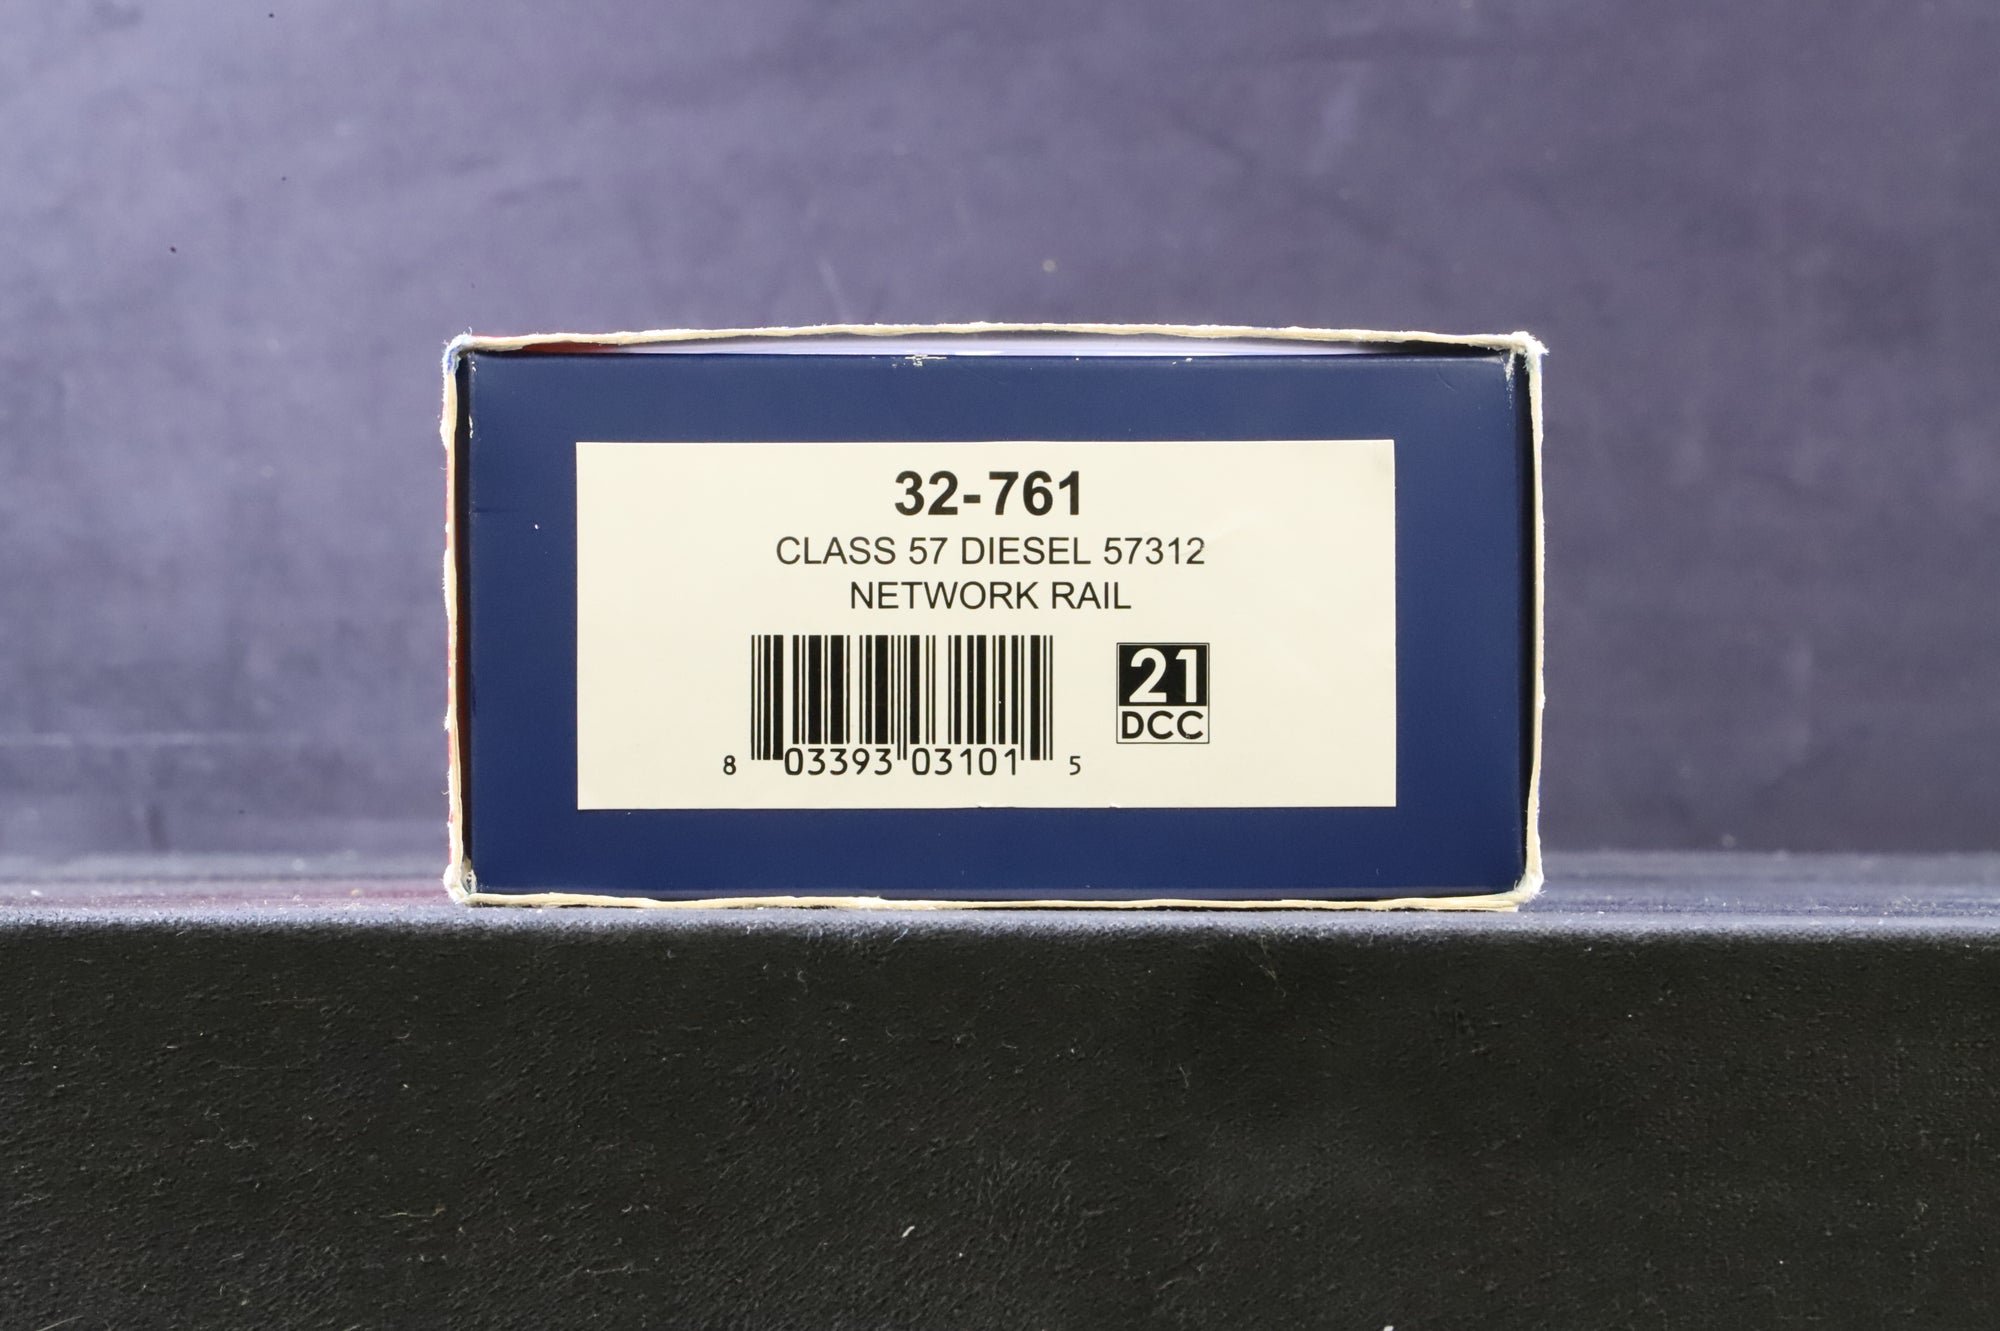 32-761
CLASS 57 DIESEL 57312
NETWORK RAIL
21
DCC
8 03393 03101 5